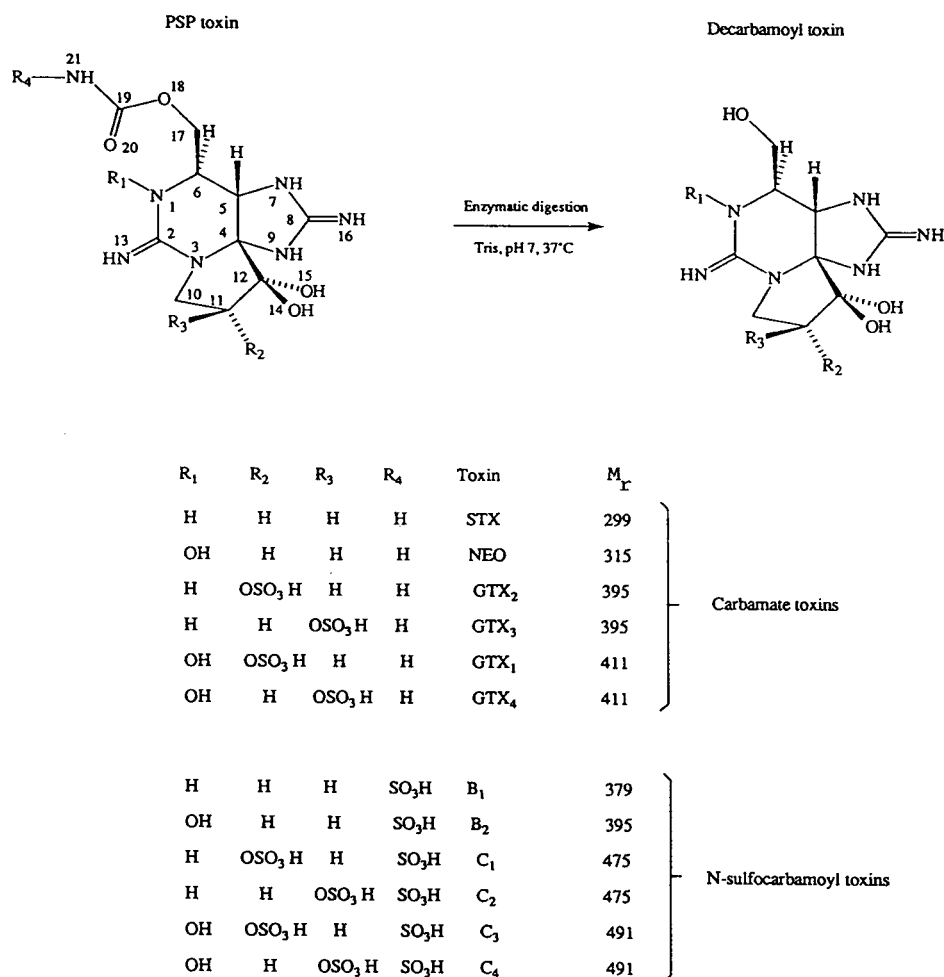 PSP toxin
Decarbamoyl toxin
21
R₄ NH
18
19 O
O 20
17 H
H
R₁
N 1
6
NH
7
5
8
NH
16
13
2
3
4
9
NH
HN
N
12
15
OH
10
11
14 OH
R₃
R₂
Enzymatic digestion
Tris, pH 7, 37°C
HO
H
H
R₁
N
NH
NH
HN
N
NH
OH
OH
R₃
R₂
R₁ R₂ R₃ R₄ Toxin Mr
H H H H STX 299
OH H H H NEO 315
H OSO₃H H H GTX₂ 395
H H OSO₃H H GTX₃ 395
OH OSO₃H H H GTX₁ 411
OH H OSO₃H H GTX₄ 411
Carbamate toxins
H H H SO₃H B₁ 379
OH H H SO₃H B₂ 395
H OSO₃H H SO₃H C₁ 475
H H OSO₃H SO₃H C₂ 475
OH OSO₃H H SO₃H C₃ 491
OH H OSO₃H SO₃H C₄ 491
N-sulfocarbamoyl toxins